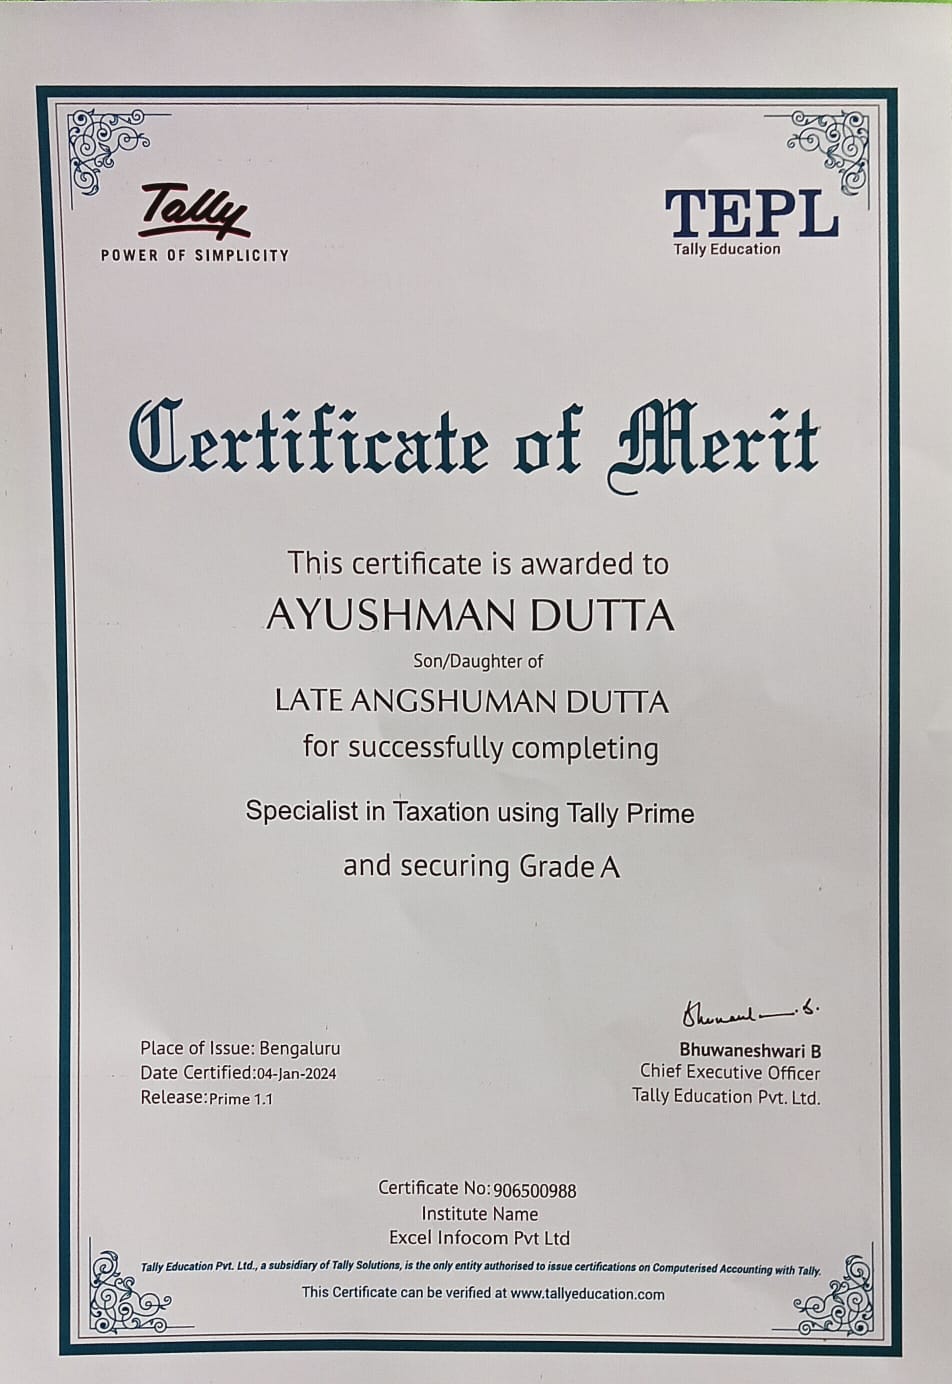 Tally
POWER OF SIMPLICITY
TEPL
Tally Education
Certificate of Merit
This certificate is awarded to
AYUSHMAN DUTTA
Son/Daughter of
LATE ANGSHUMAN DUTTA
for successfully completing
Specialist in Taxation using Tally Prime
and securing Grade A
Place of Issue: Bengaluru
Date Certified:04-Jan-2024
Release:Prime 1.1
Bhuwaneshwari B
Chief Executive Officer
Tally Education Pvt. Ltd.
Certificate No:906500988
Institute Name
Excel Infocom Pvt Ltd
Tally Education Pvt. Ltd., a subsidiary of Tally Solutions, is the only entity authorised to issue certifications on Computerised Accounting with Tally.
This Certificate can be verified at www.tallyeducation.com